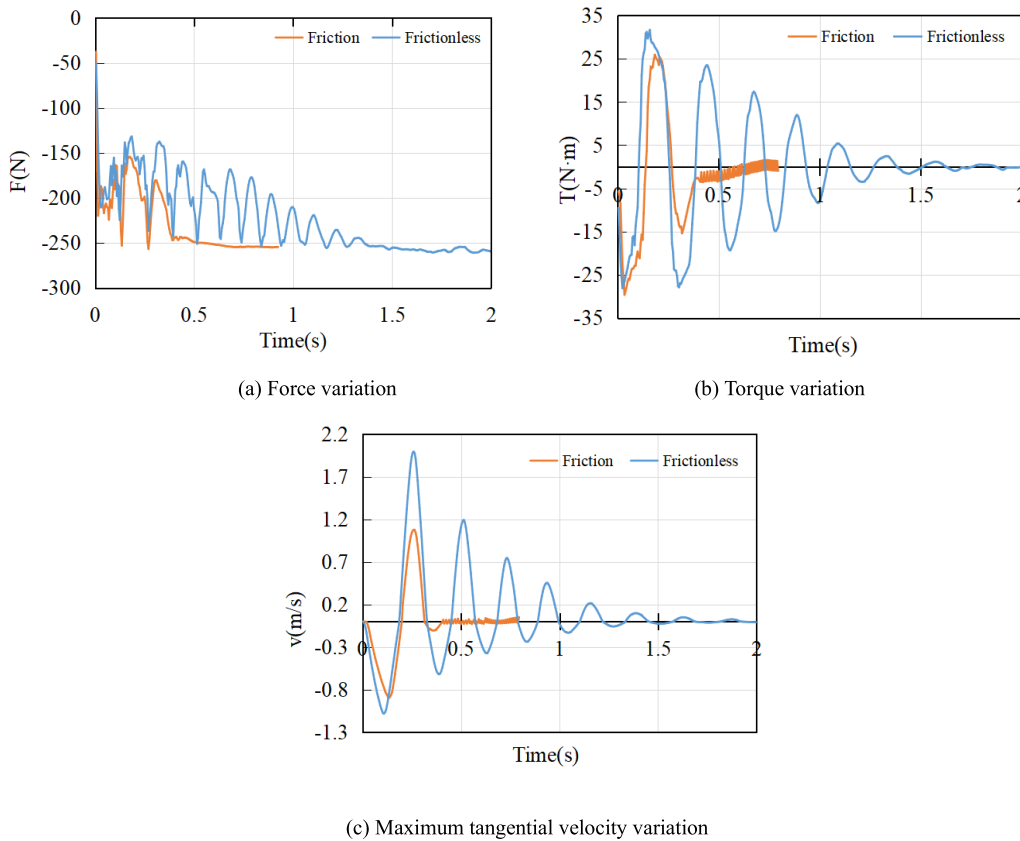 0
-50
-100
-150
-200
-250
-300
F(N)
Friction
Frictionless
0
0.5
1
1.5
2
Time(s)
(a) Force variation
35
25
15
5
-5
-15
-25
-35
T(N·m)
Friction
Frictionless
0
0.5
1
1.5
2
Time(s)
(b) Torque variation
2.2
1.7
1.2
0.7
0.2
-0.3
-0.8
-1.3
v(m/s)
Friction
Frictionless
0
0.5
1
1.5
2
Time(s)
(c) Maximum tangential velocity variation